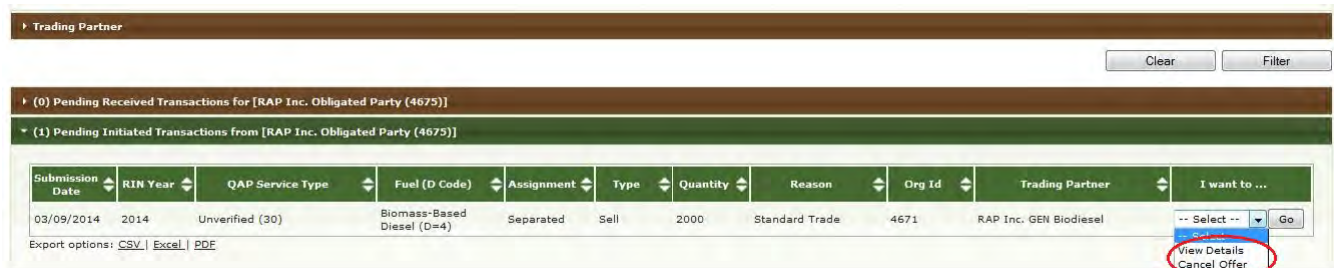 Trading Partner
Clear Filter
(0) Pending Received Transactions for [RAP Inc. Obligated Party (4675)]
(1) Pending Initiated Transactions from [RAP Inc. Obligated Party (4675)]
Submission Date RIN Year QAP Service Type Fuel (D Code) Assignment Type Quantity Reason Org Id Trading Partner I want to ...
03/09/2014 2014 Unverified (30) Biomass-Based Diesel (D=4) Separated Sell 2000 Standard Trade 4671 RAP Inc. GEN Biodiesel -- Select -- Go
-- Select --
Export options: CSV | Excel | PDF
View Details
Cancel Offer